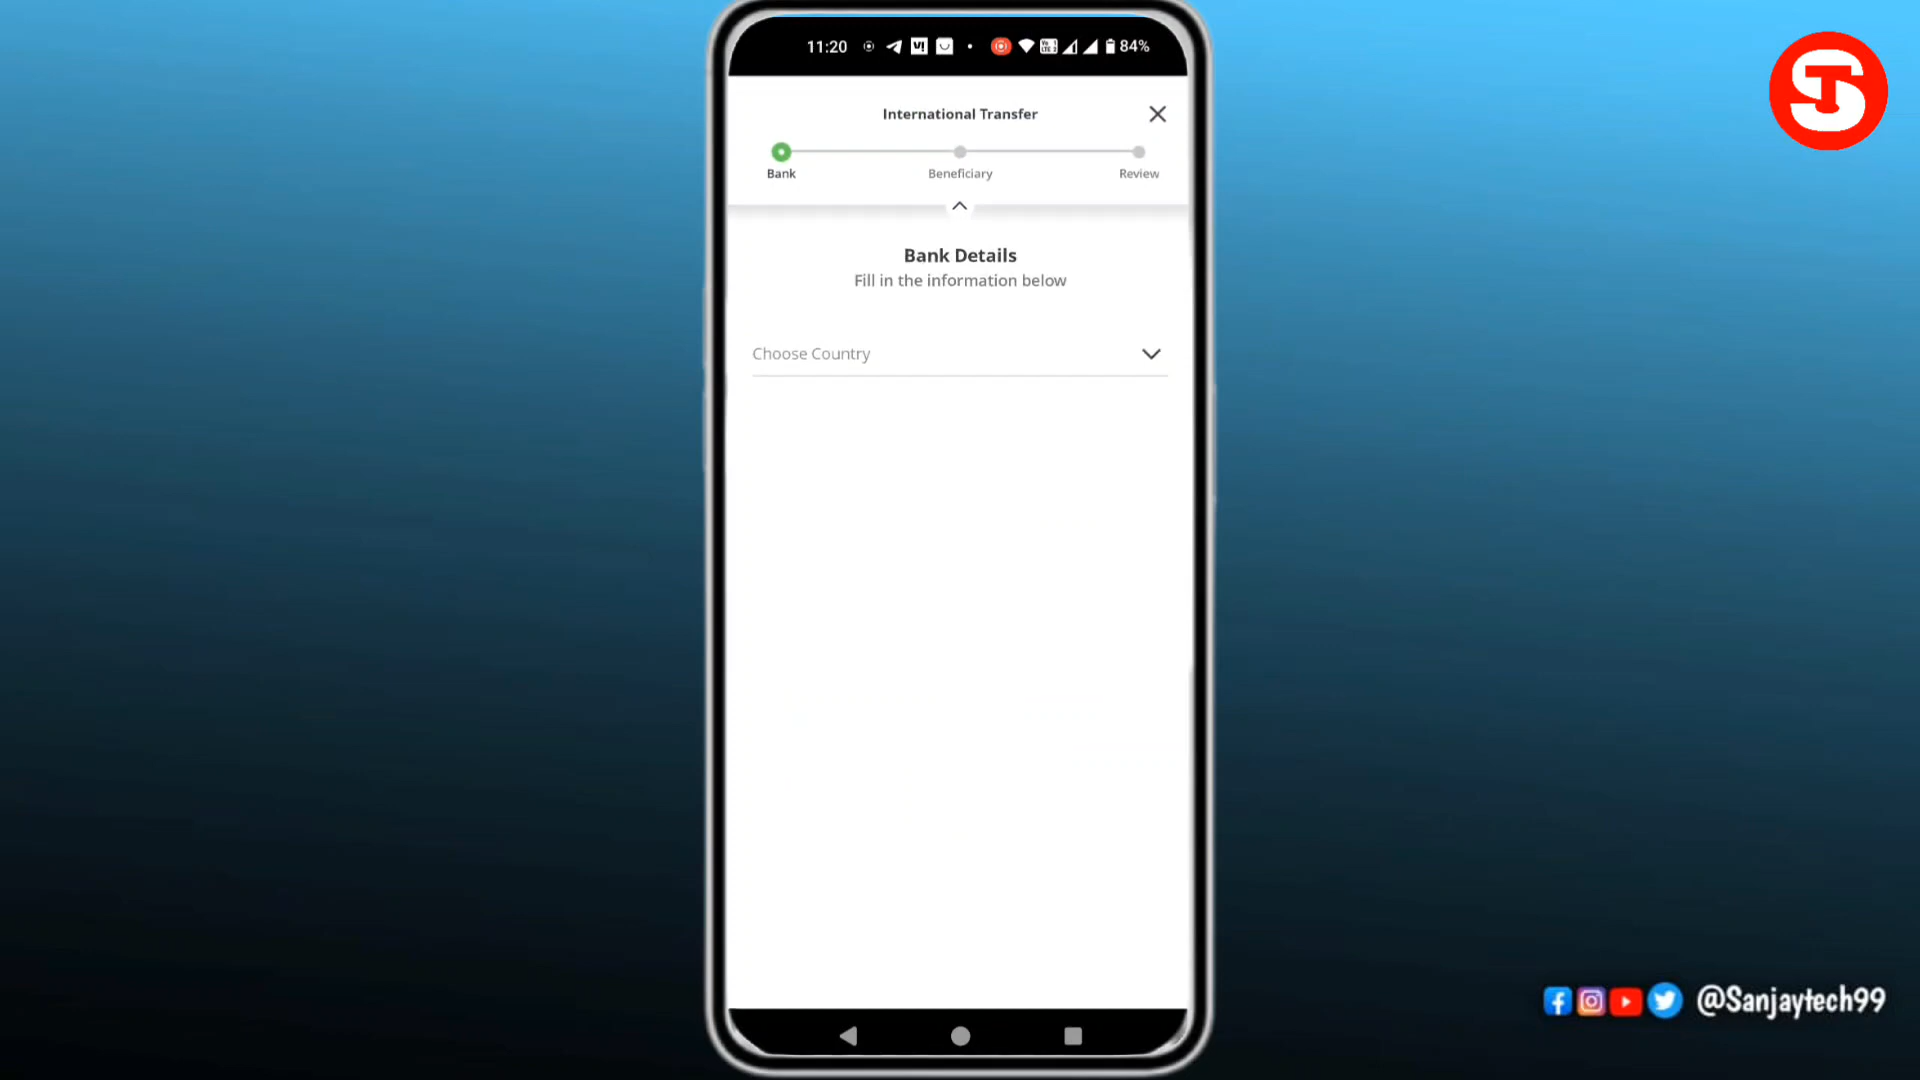 11:20 84%
International Transfer
Bank Beneficiary Review
Bank Details
Fill in the information below
Choose Country
@Sanjaytech99